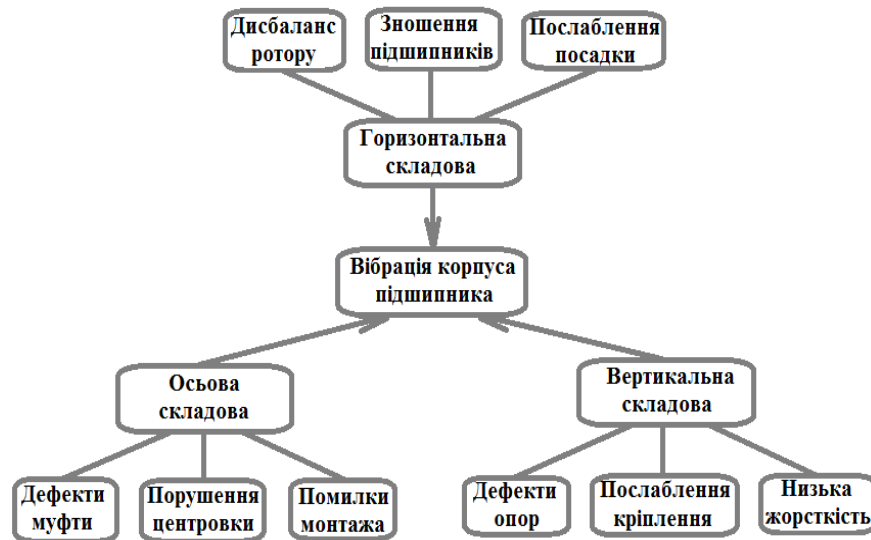 Дисбаланс
ротору
Зношення
підшипників
Послаблення
посадки
Горизонтальна
складова
Вібрація корпуса
підшипника
Осьова
складова
Вертикальна
складова
Дефекти
муфти
Порушення
центровки
Помилки
монтажа
Дефекти
опор
Послаблення
кріплення
Низька
жорсткість